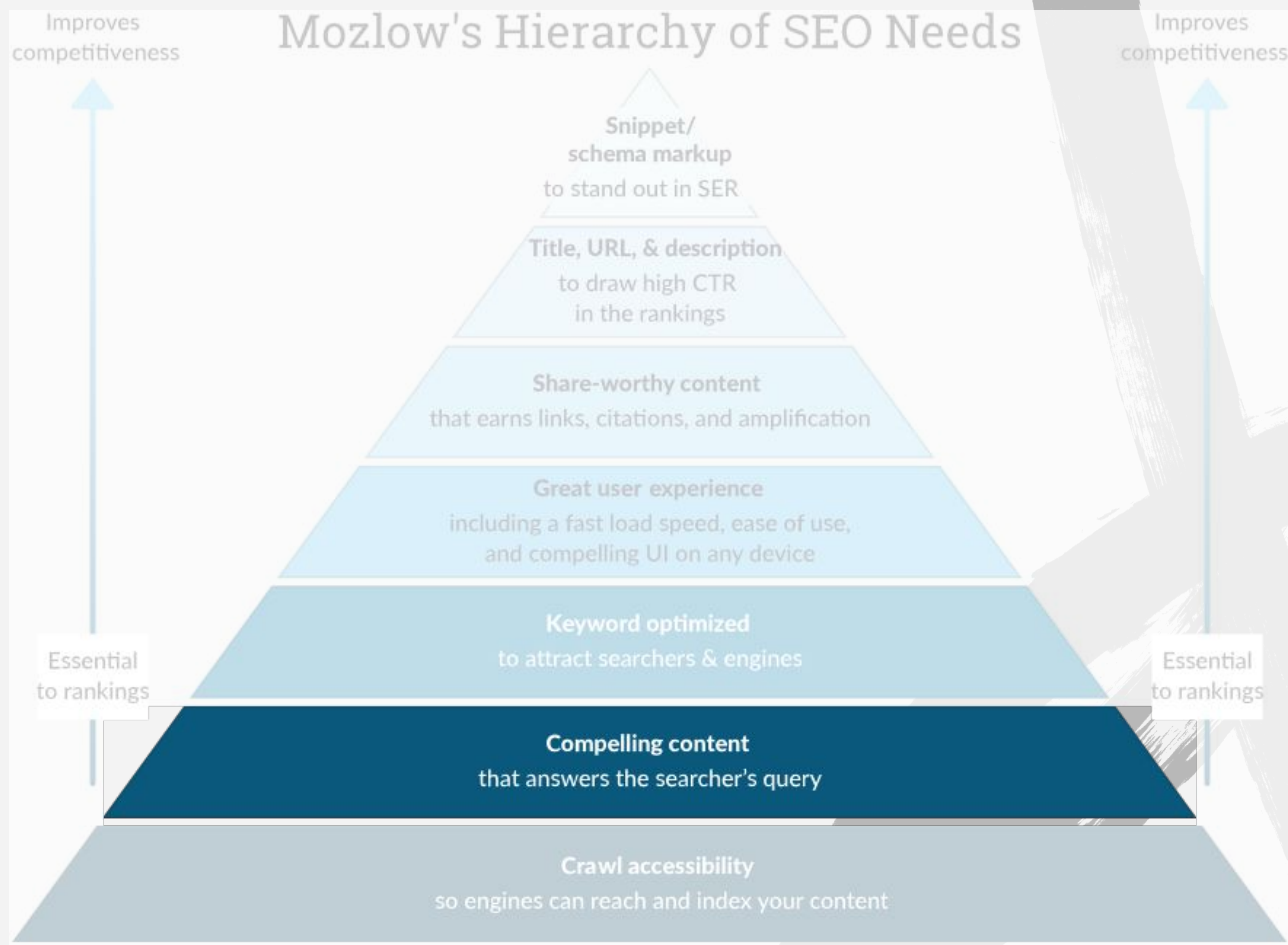 Improves
competitiveness
Mozlow's Hierarchy of SEO Needs
Improves
competitiveness
Snippet/
schema markup
to stand out in SER
Title, URL, & description
to draw high CTR
in the rankings
Share-worthy content
that earns links, citations, and amplification
Great user experience
including a fast load speed, ease of use,
and compelling UI on any device
Keyword optimized
to attract searchers & engines
Essential
to rankings
Essential
to rankings
Compelling content
that answers the searcher's query
Crawl accessibility
so engines can reach and index your content